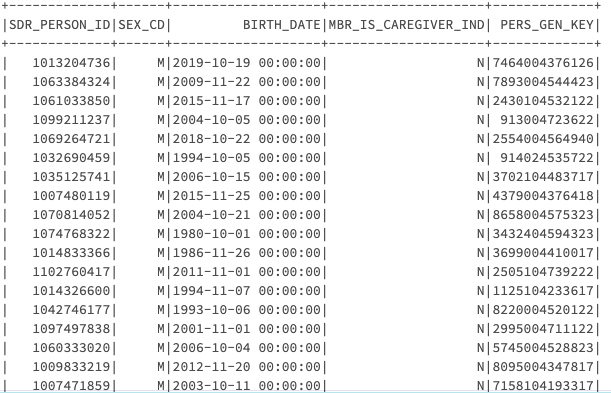 +-------------+------+-------------------+--------------------+-------------+
|SDR_PERSON_ID|SEX_CD|         BIRTH_DATE|MBR_IS_CAREGIVER_IND| PERS_GEN_KEY|
+-------------+------+-------------------+--------------------+-------------+
|   1013204736|     M|2019-10-19 00:00:00|                   N|7464004376126|
|   1063384324|     M|2009-11-22 00:00:00|                   N|7893004544423|
|   1061033850|     M|2015-11-17 00:00:00|                   N|2430104532122|
|   1099211237|     M|2004-10-05 00:00:00|                   N| 913004723622|
|   1069264721|     M|2018-10-22 00:00:00|                   N|2554004564940|
|   1032690459|     M|1994-10-05 00:00:00|                   N| 914024535722|
|   1035125741|     M|2006-10-15 00:00:00|                   N|3702104483717|
|   1007480119|     M|2015-11-25 00:00:00|                   N|4379004376418|
|   1070814052|     M|2004-10-21 00:00:00|                   N|8658004575323|
|   1074768322|     M|1980-10-01 00:00:00|                   N|3432404594323|
|   1014833366|     M|1986-11-26 00:00:00|                   N|3699004410017|
|   1102760417|     M|2011-11-01 00:00:00|                   N|2505104739222|
|   1014326600|     M|1994-11-07 00:00:00|                   N|1125104233617|
|   1042746177|     M|1993-10-06 00:00:00|                   N|8220004520122|
|   1097497838|     M|2001-11-01 00:00:00|                   N|2995004711122|
|   1060333020|     M|2006-10-04 00:00:00|                   N|5745004528823|
|   1009833219|     M|2012-11-20 00:00:00|                   N|8095004347817|
|   1007471859|     M|2003-10-11 00:00:00|                   N|7158104193317|